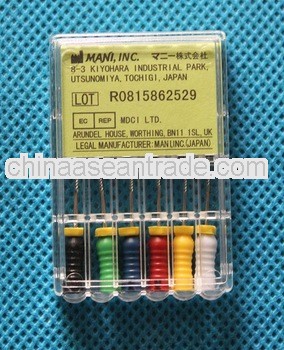 MANI, INC. マニー株式会社
8-3 KIYOHARA INDUSTRIAL PARK,
UTSUNOMIYA, TOCHIGI, JAPAN
LOT R0815862529
EC REP MDCI LTD.
ARUNDEL HOUSE, WORTHING, BN11 1SL, UK
LEGAL MANUFACTURER: MANI, INC. (JAPAN)
chinaaseantrade.com